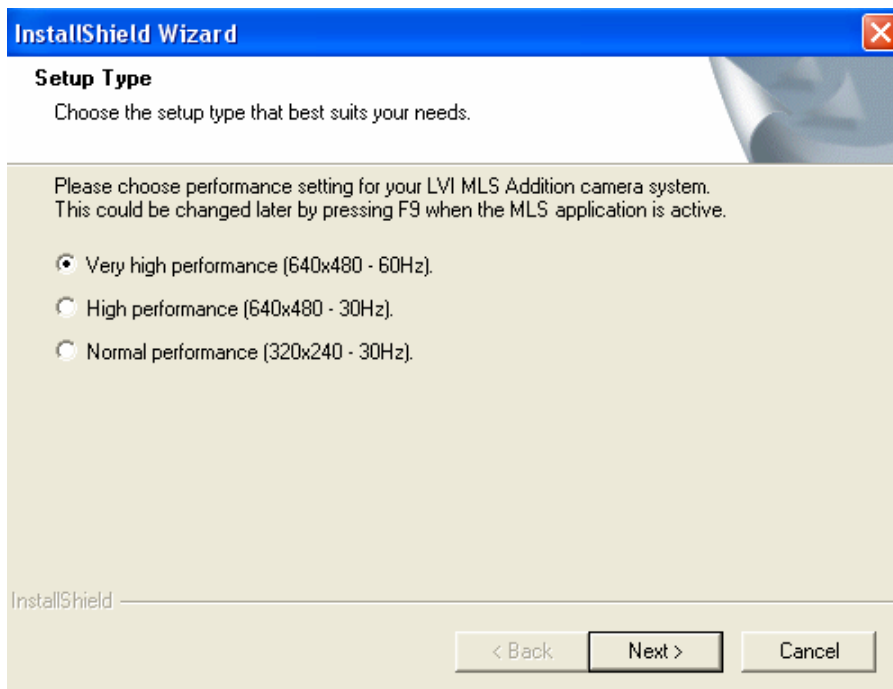 InstallShield Wizard
Setup Type
Choose the setup type that best suits your needs.
Please choose performance setting for your LVI MLS Addition camera system.
This could be changed later by pressing F9 when the MLS application is active.
Very high performance (640x480 - 60Hz).
High performance (640x480 - 30Hz).
Normal performance (320x240 - 30Hz).
InstallShield
< Back Next > Cancel